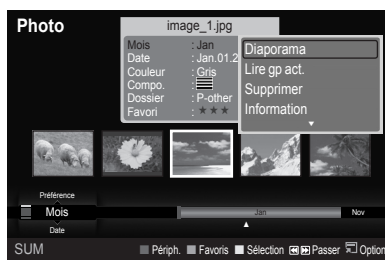 Photo
image_1.jpg
Mois : Jan
Date : Jan.01.2
Couleur : Gris
Compo. :
Dossier : P-other
Favori : ★ ★ ★
Diaporama
Lire gp act.
Supprimer
Information
Préférence
Mois
Jan
Nov
Date
SUM
Périph.
Favoris
Sélection
Passer
Option